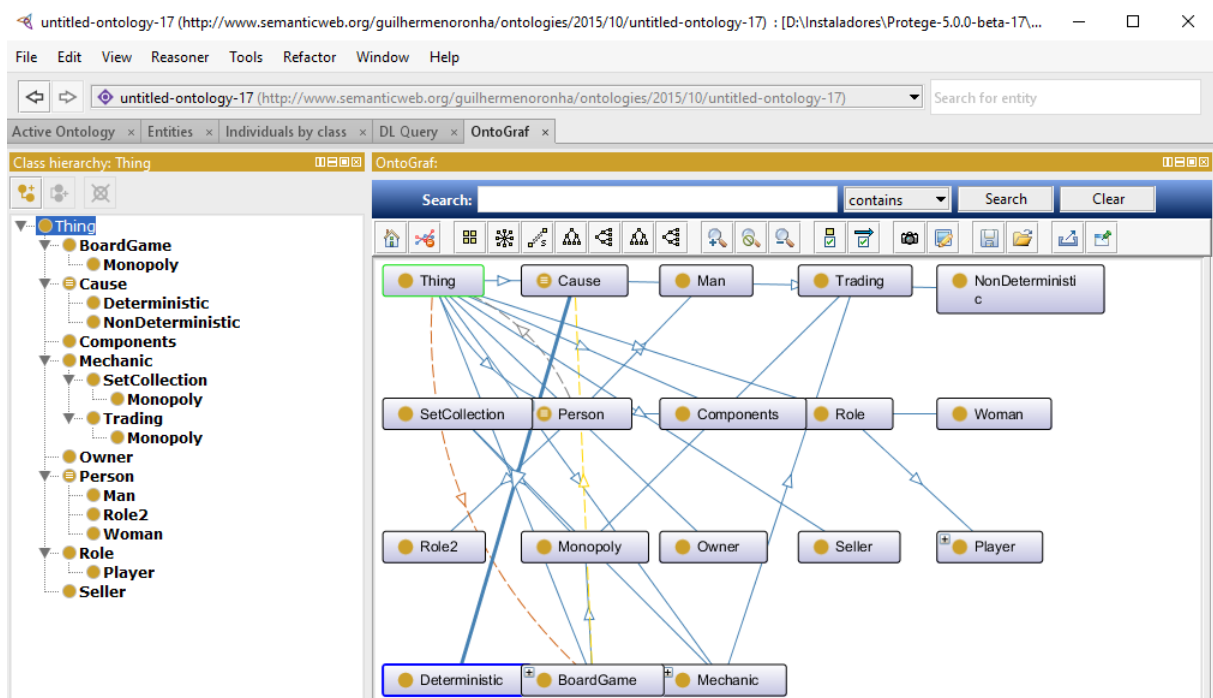 untitled-ontology-17 (http://www.semanticweb.org/guilhermenoronha/ontologies/2015/10/untitled-ontology-17) : [D:\Instaladores\Protege-5.0.0-beta-17\...
File Edit View Reasoner Tools Refactor Window Help
untitled-ontology-17 (http://www.semanticweb.org/guilhermenoronha/ontologies/2015/10/untitled-ontology-17) Search for entity
Active Ontology × Entities × Individuals by class × DL Query × OntoGraf ×
Class hierarchy: Thing
Thing
BoardGame
Monopoly
Cause
Deterministic
NonDeterministic
Components
Mechanic
SetCollection
Monopoly
Trading
Monopoly
Owner
Person
Man
Role2
Woman
Role
Player
Seller
OntoGraf:
Search: contains Search Clear
Thing Cause Man Trading NonDeterministi
c
SetCollection Person Components Role Woman
Role2 Monopoly Owner Seller Player
Deterministic BoardGame Mechanic